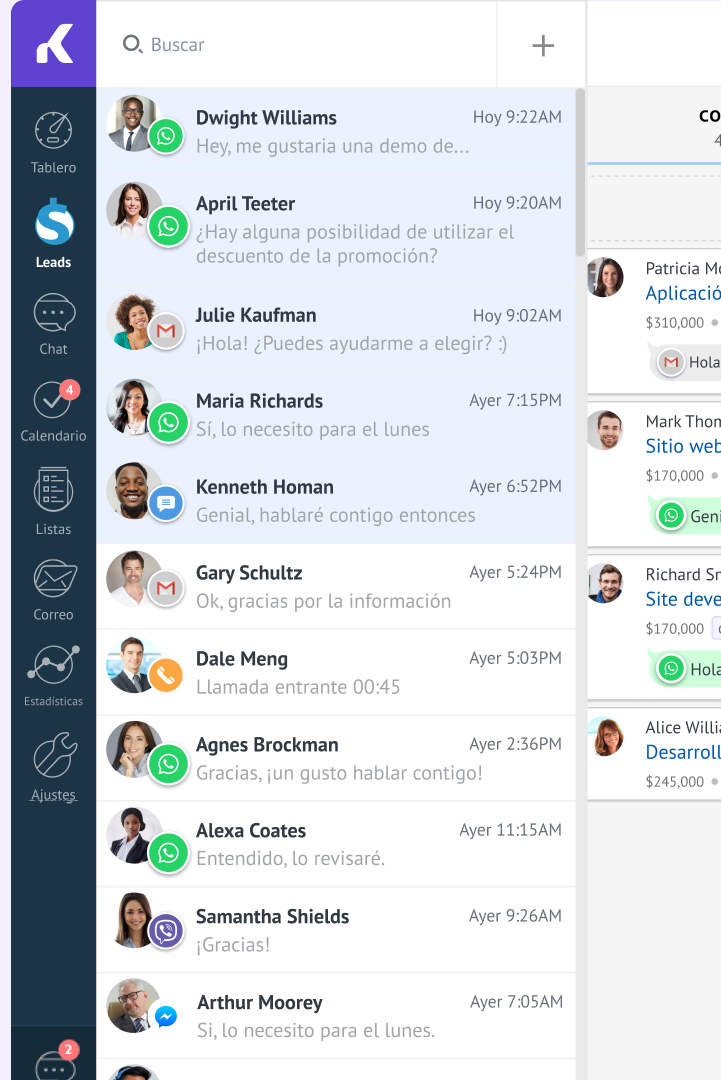 Buscar
Tablero
Leads
Chat
4
Calendario
Listas
Correo
Estadísticas
Ajustes
2
Dwight Williams
Hoy 9:22AM
Hey, me gustaria una demo de...
April Teeter
Hoy 9:20AM
¿Hay alguna posibilidad de utilizar el
descuento de la promoción?
Julie Kaufman
Hoy 9:02AM
¡Hola! ¿Puedes ayudarme a elegir? :)
Maria Richards
Ayer 7:15PM
Sí, lo necesito para el lunes
Kenneth Homan
Ayer 6:52PM
Genial, hablaré contigo entonces
Gary Schultz
Ayer 5:24PM
Ok, gracias por la información
Dale Meng
Ayer 5:03PM
Llamada entrante 00:45
Agnes Brockman
Ayer 2:36PM
Gracias, ¡un gusto hablar contigo!
Alexa Coates
Ayer 11:15AM
Entendido, lo revisaré.
Samantha Shields
Ayer 9:26AM
¡Gracias!
Arthur Moorey
Ayer 7:05AM
Si, lo necesito para el lunes.
CO
4
Patricia Mo
Aplicació
$310,000
Hola
Mark Thom
Sitio web
$170,000
Geni
Richard Sm
Site deve
$170,000
Hola
Alice Willia
Desarroll
$245,000